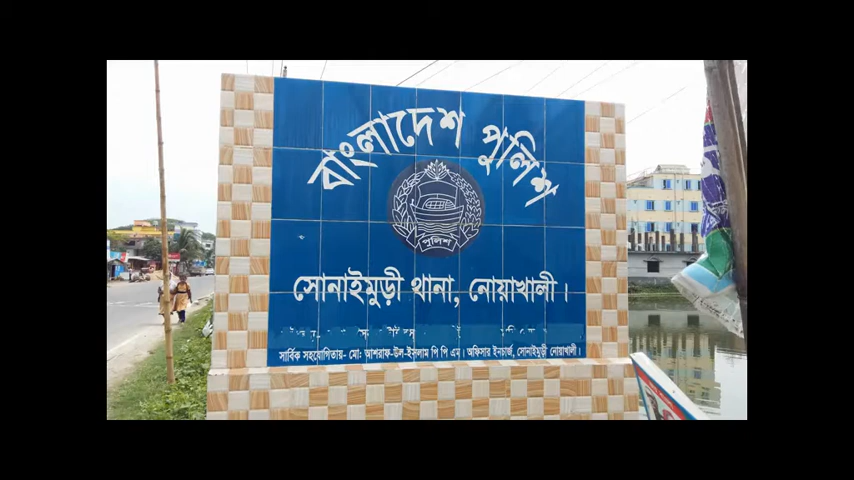 বাংলাদেশ পুলিশ
পুলিশ
সোনাইমুড়ী থানা, নোয়াখালী।
সার্বিক সহযোগিতায়- মো: আশরাফ-উল-ইসলাম পি পি এম. অফিসার ইনচার্জ, সোনাইমুড়ী নোয়াখালী।